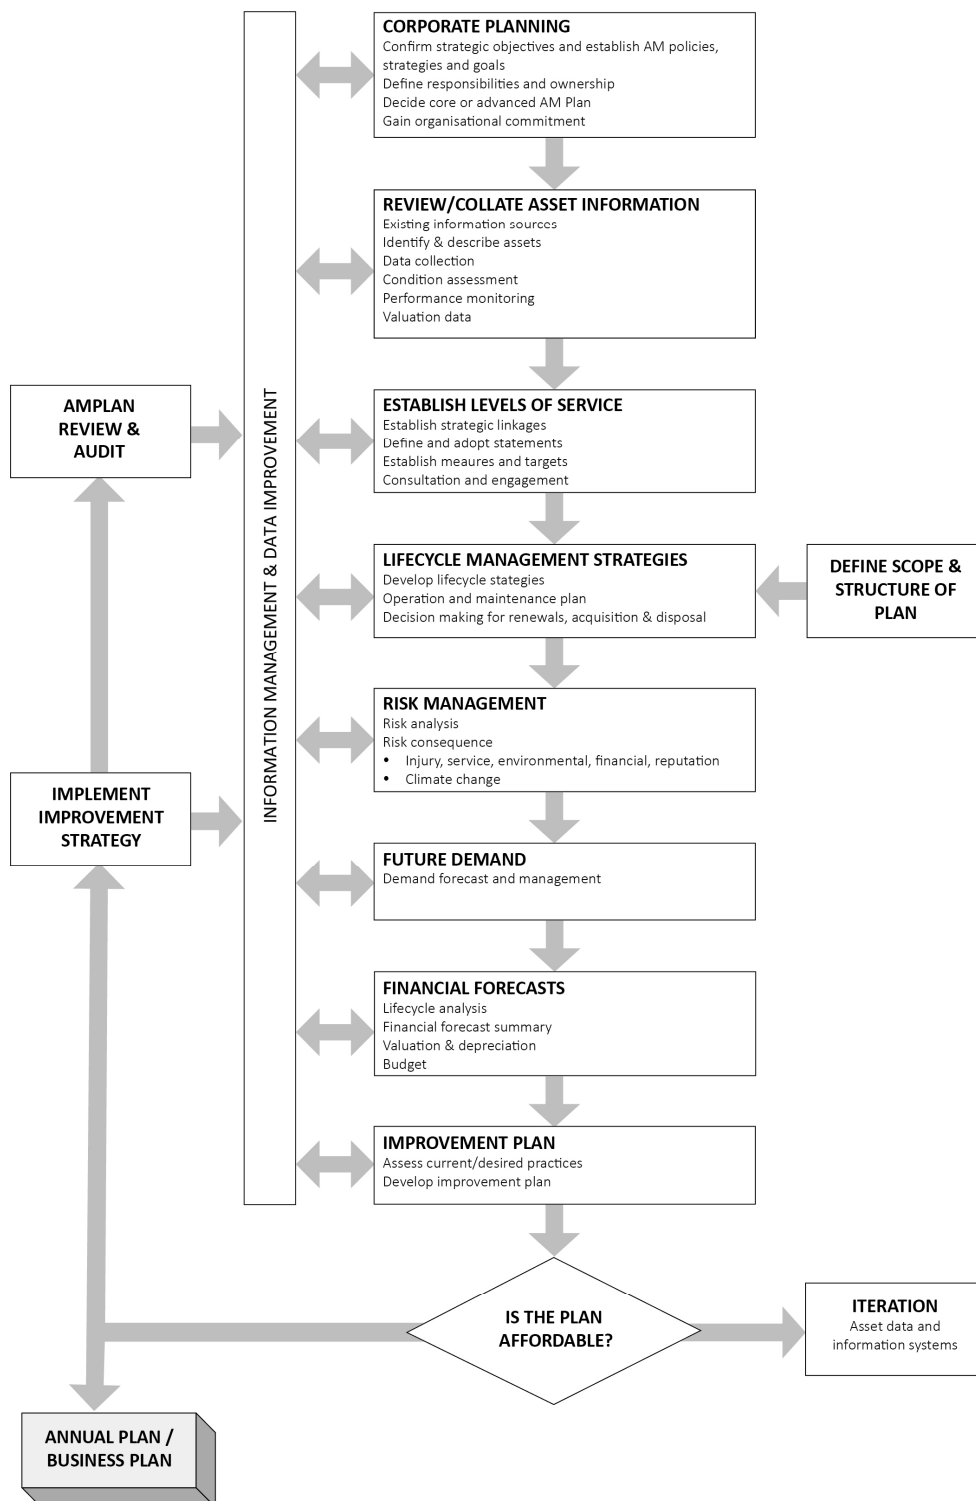 CORPORATE PLANNING
Confirm strategic objectives and establish AM policies,
strategies and goals
Define responsibilities and ownership
Decide core or advanced AM Plan
Gain organisational commitment
REVIEW/COLLATE ASSET INFORMATION
Existing information sources
Identify & describe assets
Data collection
Condition assessment
Performance monitoring
Valuation data
ESTABLISH LEVELS OF SERVICE
Establish strategic linkages
Define and adopt statements
Establish meaures and targets
Consultation and engagement
AMPLAN
REVIEW &
AUDIT
INFORMATION MANAGEMENT & DATA IMPROVEMENT
LIFECYCLE MANAGEMENT STRATEGIES
Develop lifecycle stategies
Operation and maintenance plan
Decision making for renewals, acquisition & disposal
DEFINE SCOPE &
STRUCTURE OF
PLAN
RISK MANAGEMENT
Risk analysis
Risk consequence
• Injury, service, environmental, financial, reputation
• Climate change
IMPLEMENT
IMPROVEMENT
STRATEGY
FUTURE DEMAND
Demand forecast and management
FINANCIAL FORECASTS
Lifecycle analysis
Financial forecast summary
Valuation & depreciation
Budget
IMPROVEMENT PLAN
Assess current/desired practices
Develop improvement plan
IS THE PLAN
AFFORDABLE?
ITERATION
Asset data and
information systems
ANNUAL PLAN /
BUSINESS PLAN